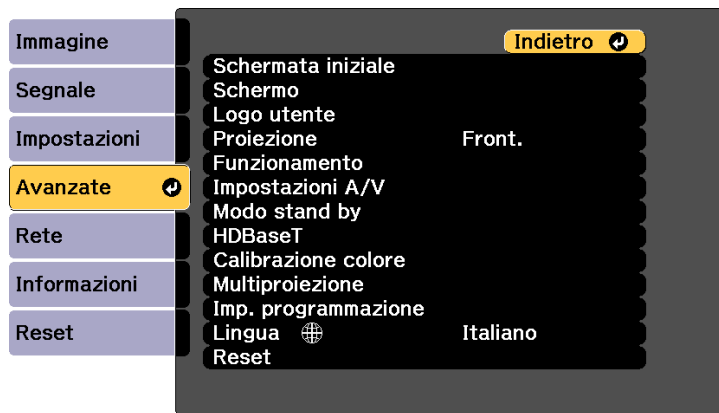 Immagine
Segnale
Impostazioni
Avanzate
Rete
Informazioni
Reset
Indietro
Schermata iniziale
Schermo
Logo utente
Proiezione Front.
Funzionamento
Impostazioni A/V
Modo stand by
HDBaseT
Calibrazione colore
Multiproiezione
Imp. programmazione
Lingua Italiano
Reset